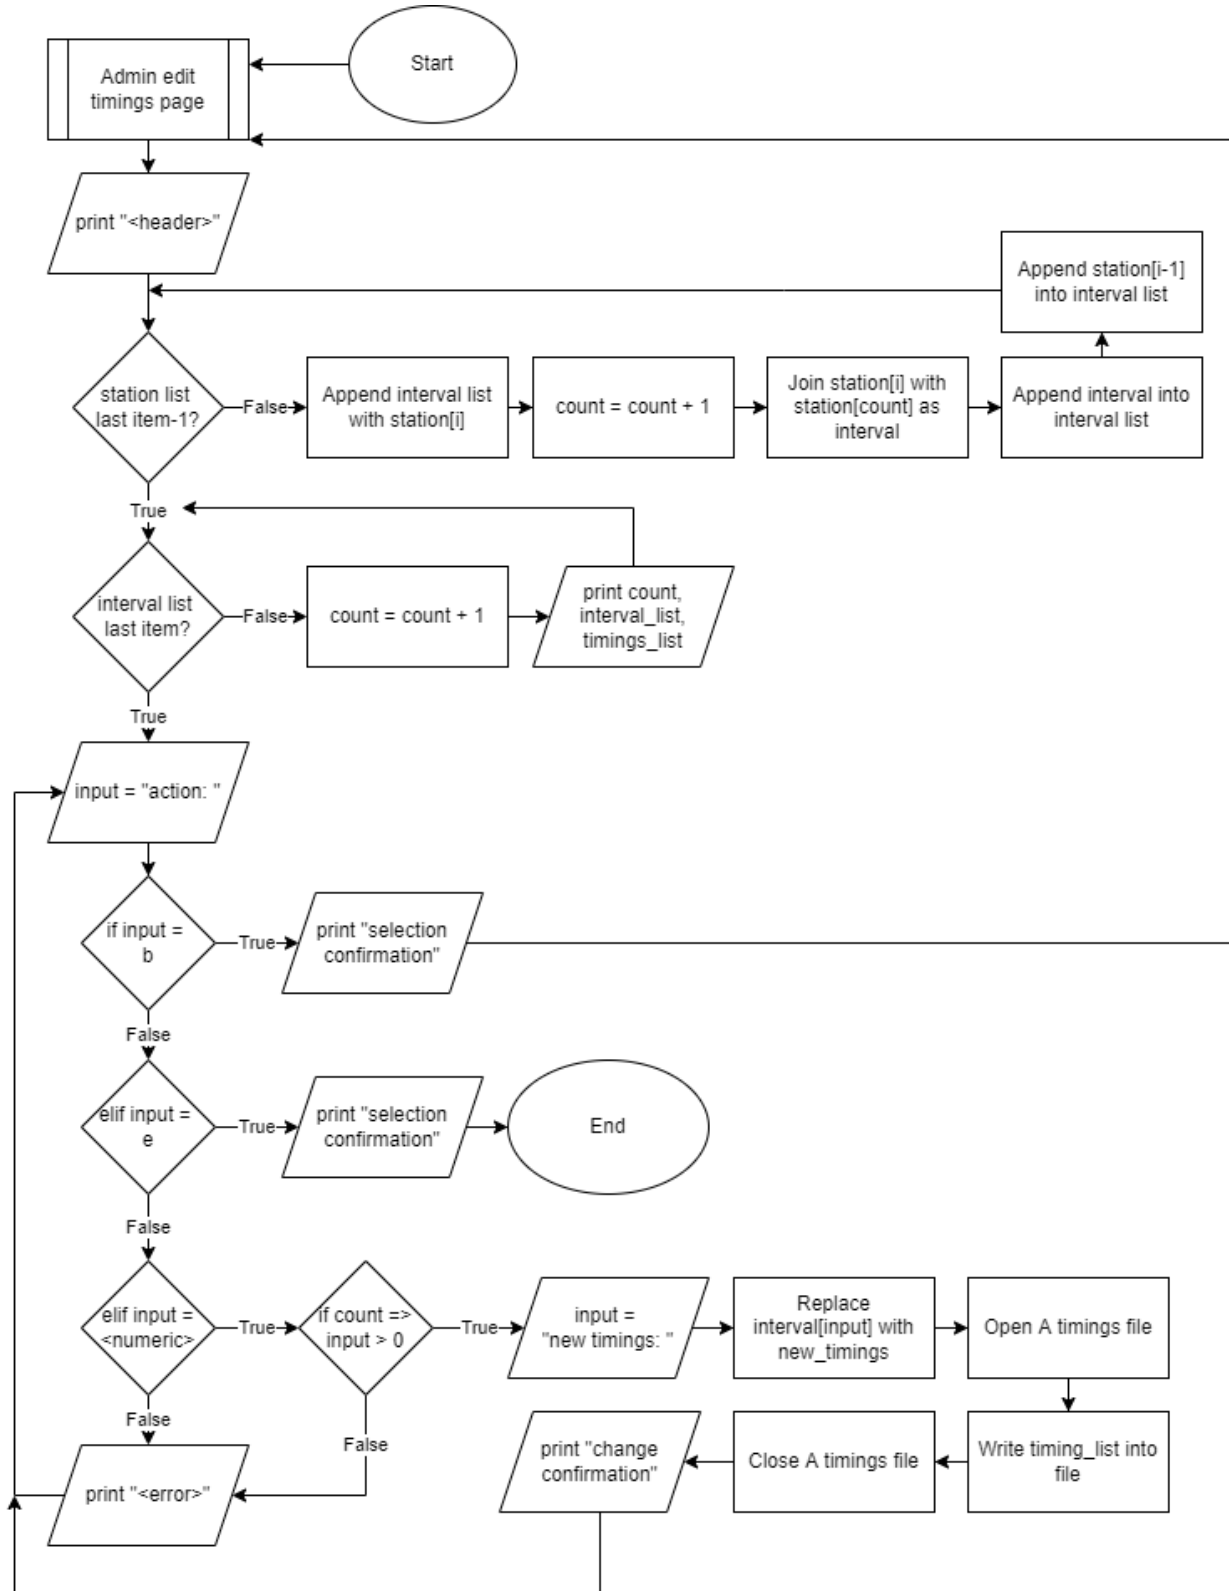 Start
Admin edit
timings page
print "<header>"
Append station[i-1]
into interval list
station list
last item-1?
False
Append interval list
with station[i]
count = count + 1
Join station[i] with
station[count] as
interval
Append interval into
interval list
True
interval list
last item?
False
count = count + 1
print count,
interval_list,
timings_list
True
input = "action: "
if input =
b
True
print "selection
confirmation"
False
elif input =
e
True
print "selection
confirmation"
End
False
elif input =
<numeric>
True
if count =>
input > 0
True
input =
"new timings: "
Replace
interval[input] with
new_timings
Open A timings file
False
False
print "<error>"
print "change
confirmation"
Close A timings file
Write timing_list into
file